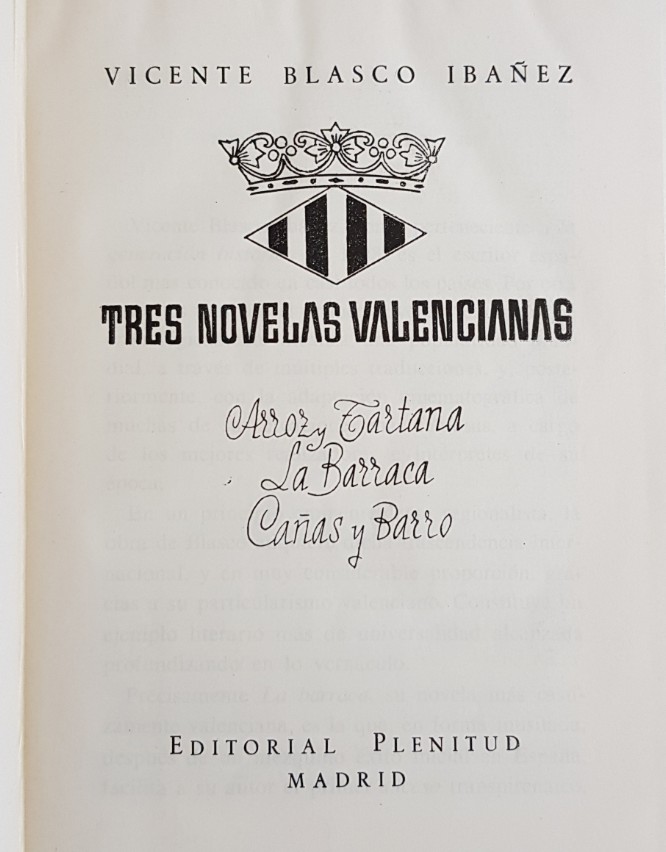 VICENTE BLASCO IBAÑEZ
TRES NOVELAS VALENCIANAS
Arroz y Tartana
La Barraca
Cañas y Barro
EDITORIAL PLENITUD
MADRID